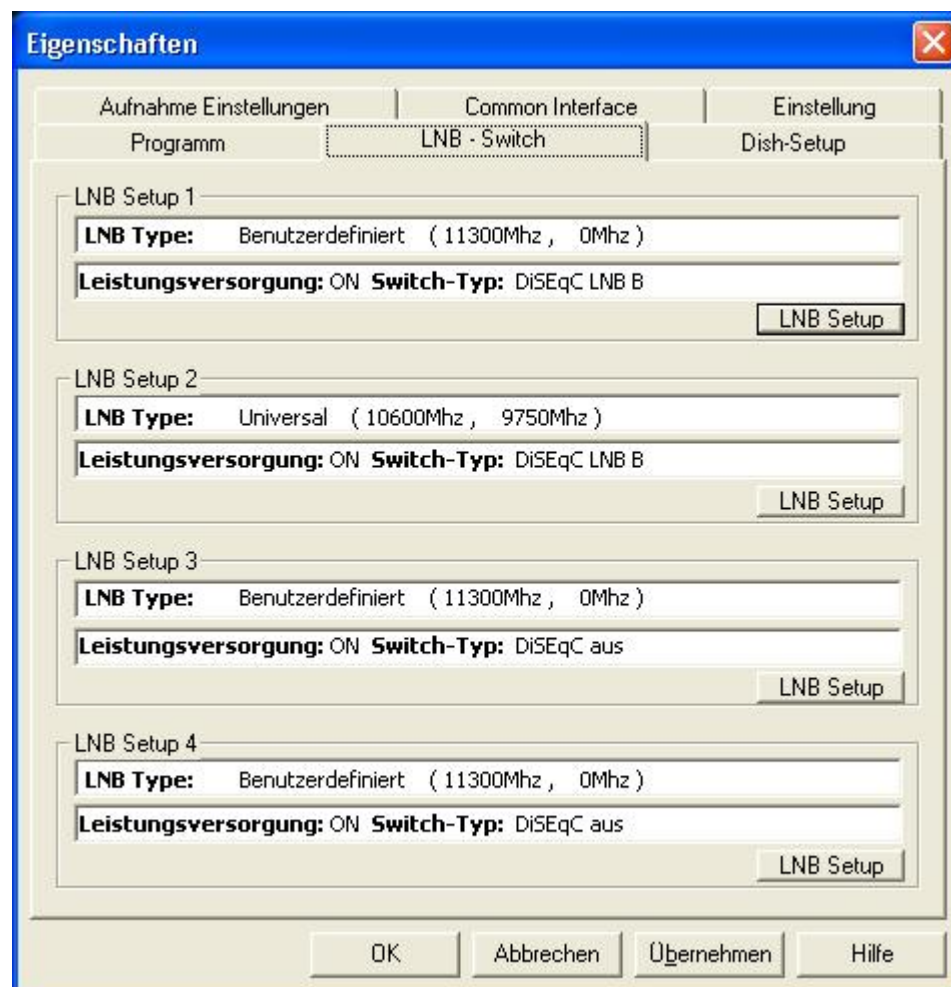 Eigenschaften
Aufnahme Einstellungen Common Interface Einstellung
Programm LNB - Switch Dish-Setup
LNB Setup 1
LNB Type: Benutzerdefiniert ( 11300Mhz , 0Mhz )
Leistungsversorgung: ON Switch-Typ: DiSEqC LNB B
LNB Setup
LNB Setup 2
LNB Type: Universal ( 10600Mhz , 9750Mhz )
Leistungsversorgung: ON Switch-Typ: DiSEqC LNB B
LNB Setup
LNB Setup 3
LNB Type: Benutzerdefiniert ( 11300Mhz , 0Mhz )
Leistungsversorgung: ON Switch-Typ: DiSEqC aus
LNB Setup
LNB Setup 4
LNB Type: Benutzerdefiniert ( 11300Mhz , 0Mhz )
Leistungsversorgung: ON Switch-Typ: DiSEqC aus
LNB Setup
OK Abbrechen Übernehmen Hilfe